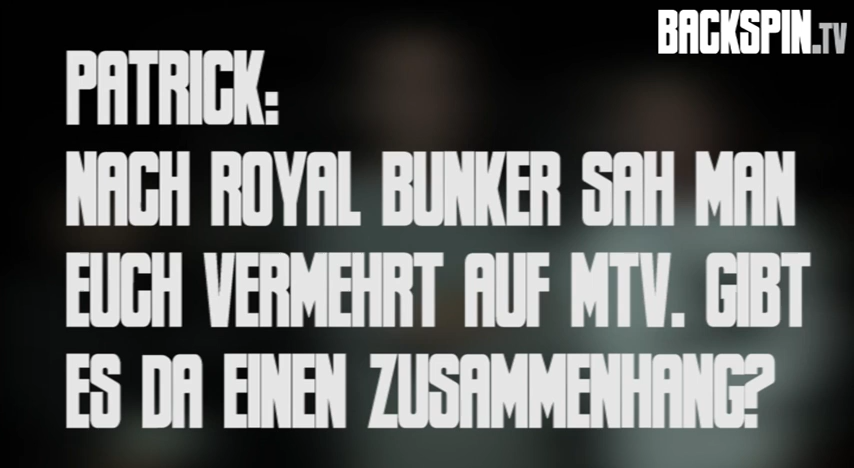 BACKSPIN.TV
PATRICK:
NACH ROYAL BUNKER SAH MAN
EUCH VERMEHRT AUF MTV. GIBT
ES DA EINEN ZUSAMMENHANG?